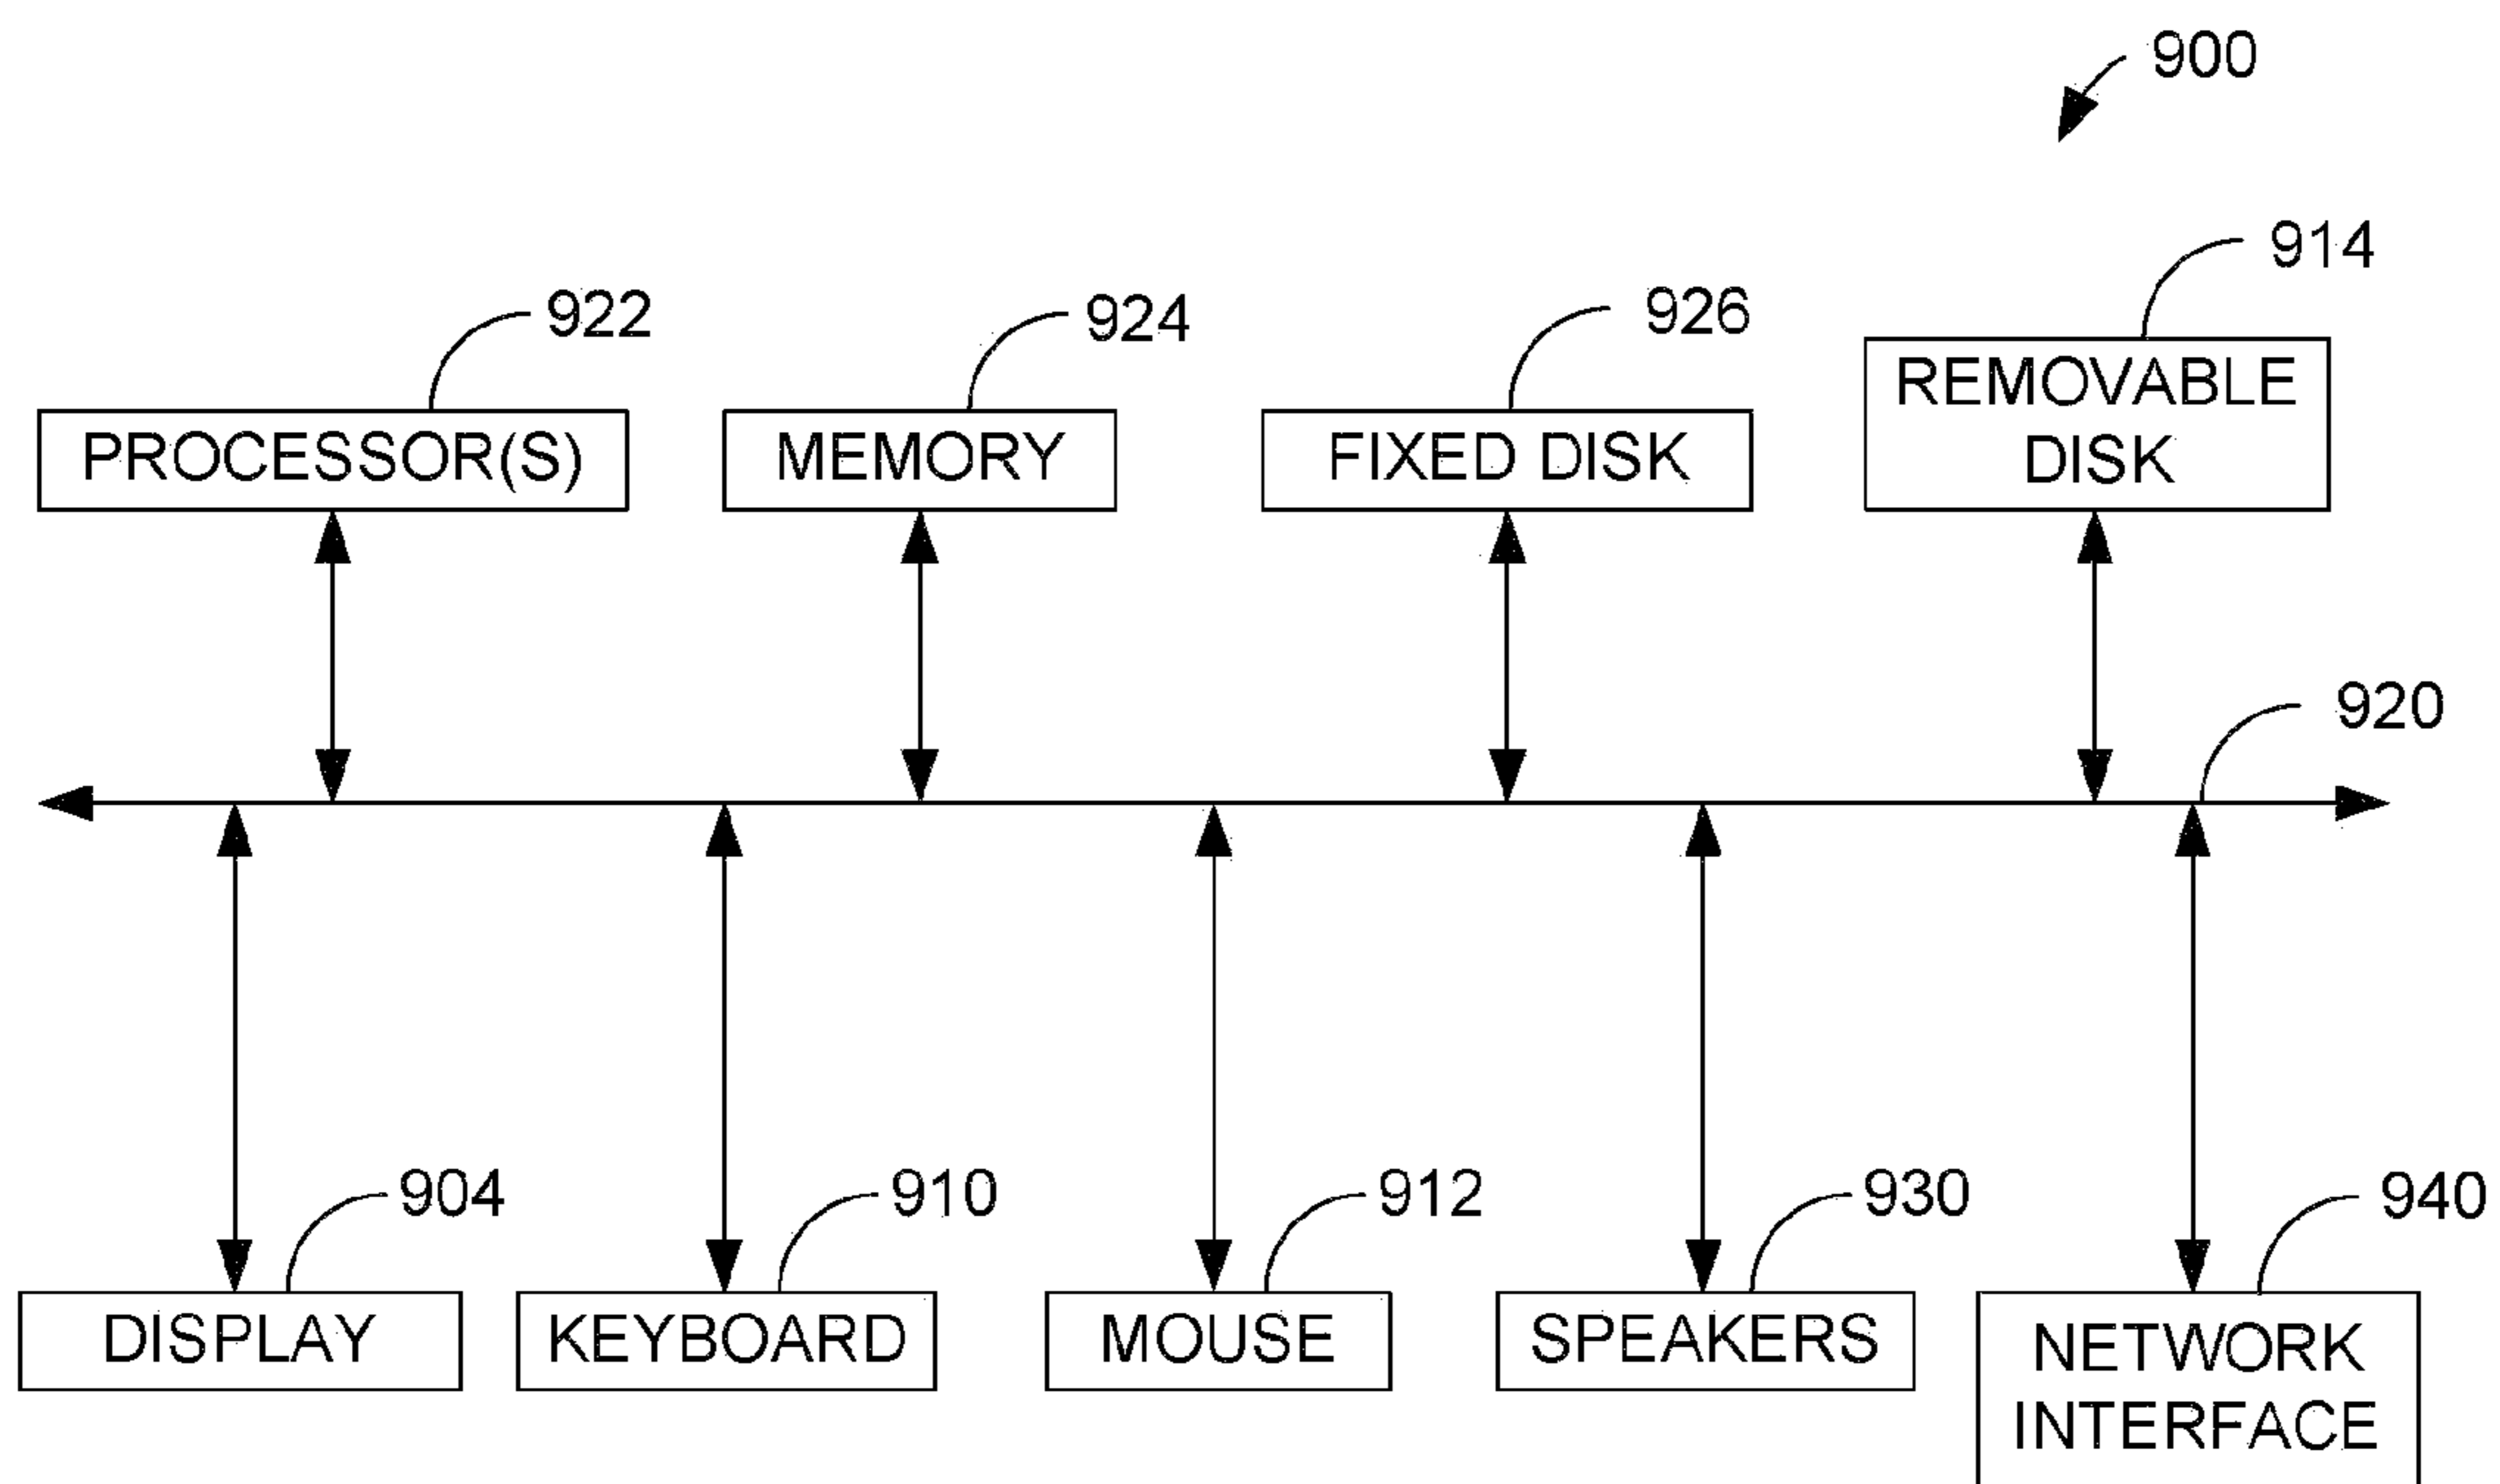 900
914
922
924
926
REMOVABLE
DISK
PROCESSOR(S)
MEMORY
FIXED DISK
920
904
910
912
930
940
DISPLAY
KEYBOARD
MOUSE
SPEAKERS
NETWORK
INTERFACE